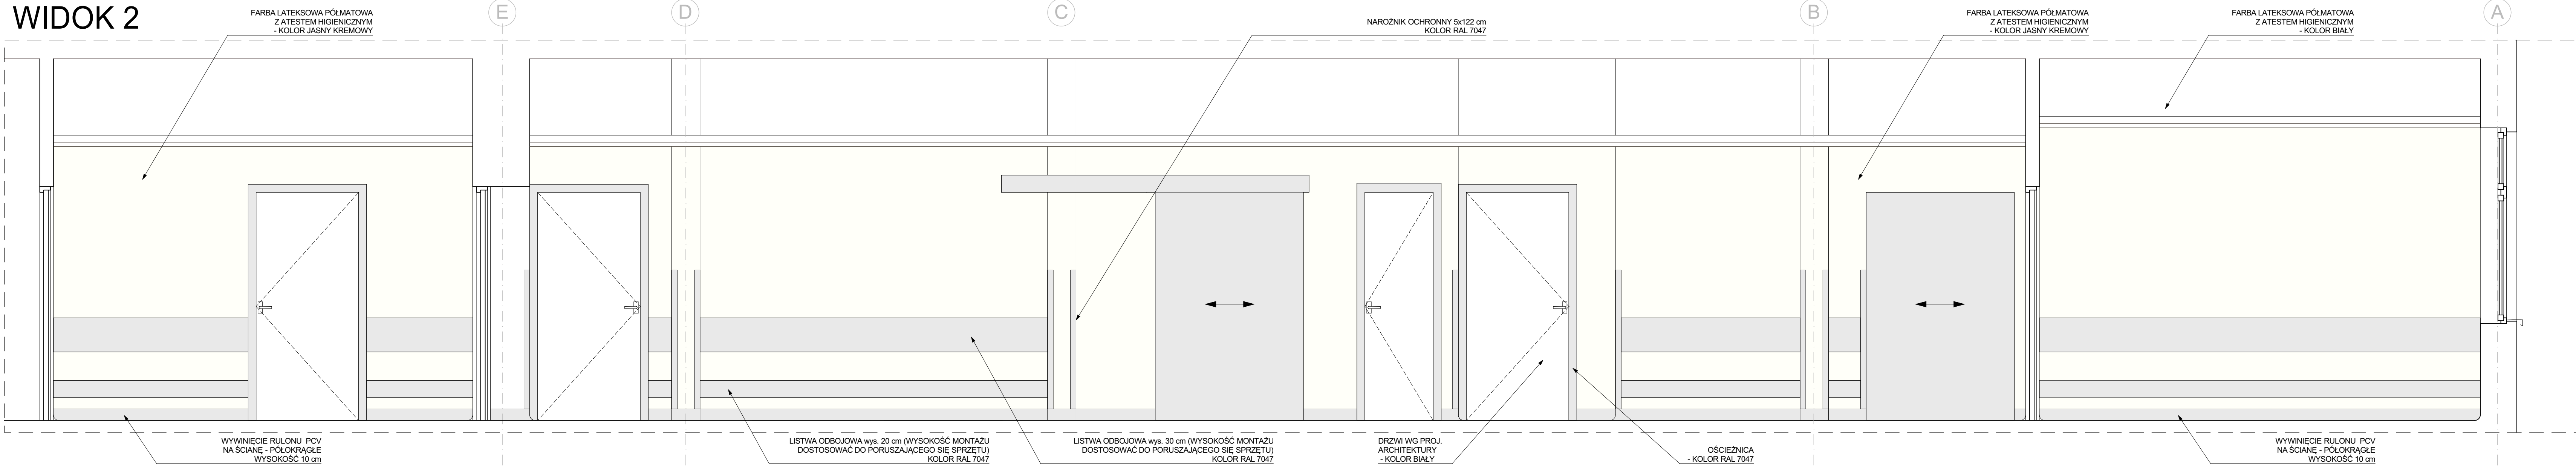 WIDOK 2
FARBA LATEKSOWA PÓŁMATOWA
Z ATESTEM HIGIENICZNYM
- KOLOR JASNY KREMOWY
E
D
C
NAROŻNIK OCHRONNY 5x122 cm
KOLOR RAL 7047
B
FARBA LATEKSOWA PÓŁMATOWA
Z ATESTEM HIGIENICZNYM
- KOLOR JASNY KREMOWY
FARBA LATEKSOWA PÓŁMATOWA
Z ATESTEM HIGIENICZNYM
- KOLOR BIAŁY
A
WYWINIĘCIE RULONU PCV
NA ŚCIANĘ - PÓŁOKRĄGŁE
WYSOKOŚĆ 10 cm
LISTWA ODBOJOWA wys. 20 cm (WYSOKOŚĆ MONTAŻU
DOSTOSOWAĆ DO PORUSZAJĄCEGO SIĘ SPRZĘTU)
KOLOR RAL 7047
LISTWA ODBOJOWA wys. 30 cm (WYSOKOŚĆ MONTAŻU
DOSTOSOWAĆ DO PORUSZAJĄCEGO SIĘ SPRZĘTU)
KOLOR RAL 7047
DRZWI WG PROJ.
ARCHITEKTURY
- KOLOR BIAŁY
OŚCIEŻNICA
- KOLOR RAL 7047
WYWINIĘCIE RULONU PCV
NA ŚCIANĘ - PÓŁOKRĄGŁE
WYSOKOŚĆ 10 cm